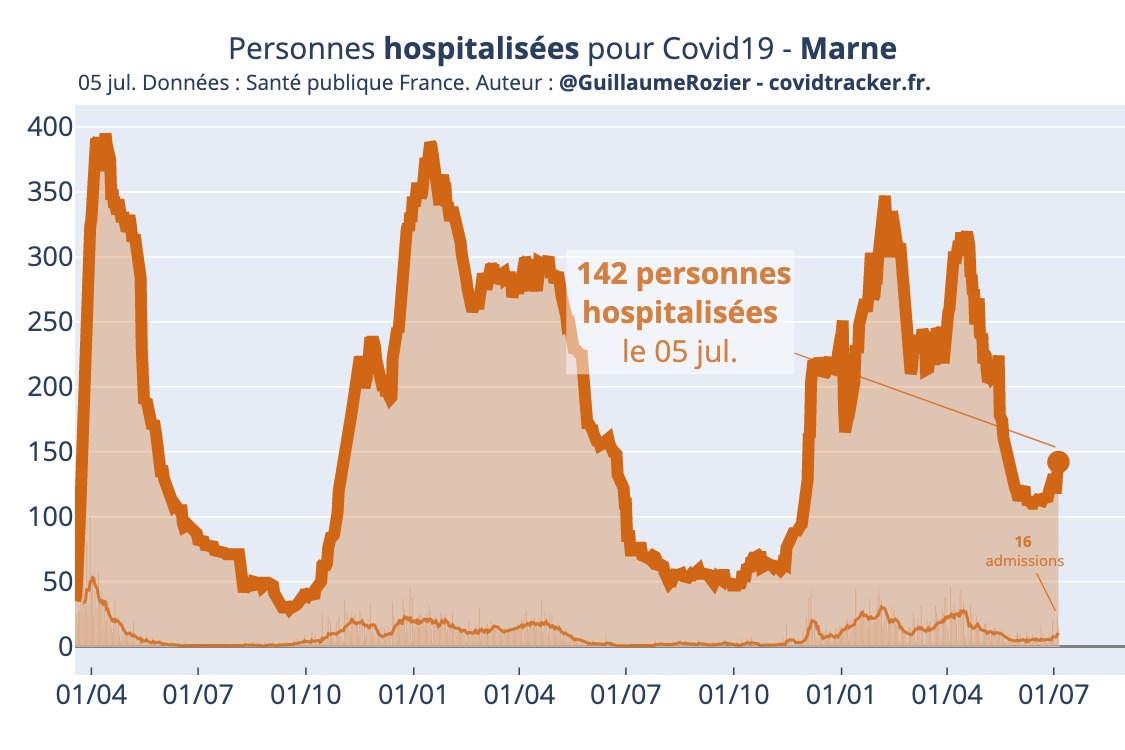 Personnes hospitalisées pour Covid19 - Marne
05 jul. Données : Santé publique France. Auteur : @GuillaumeRozier - covidtracker.fr.
400
350
300
250
200
150
100
50
0
142 personnes
hospitalisées
le 05 jul.
16
admissions
01/04 01/07 01/10 01/01 01/04 01/07 01/10 01/01 01/04 01/07